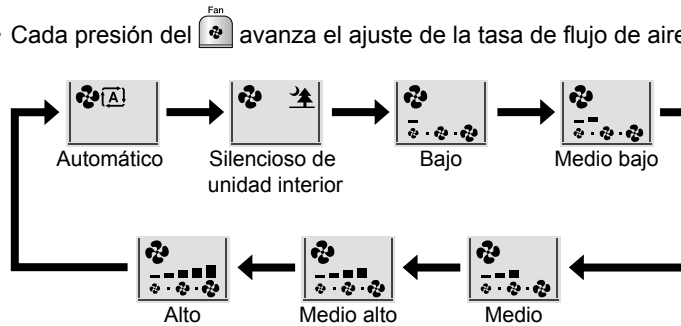 Fan
· Cada presión del avanza el ajuste de la tasa de flujo de aire
A
Automático
Silencioso de
unidad interior
Bajo
Medio bajo
Alto
Medio alto
Medio